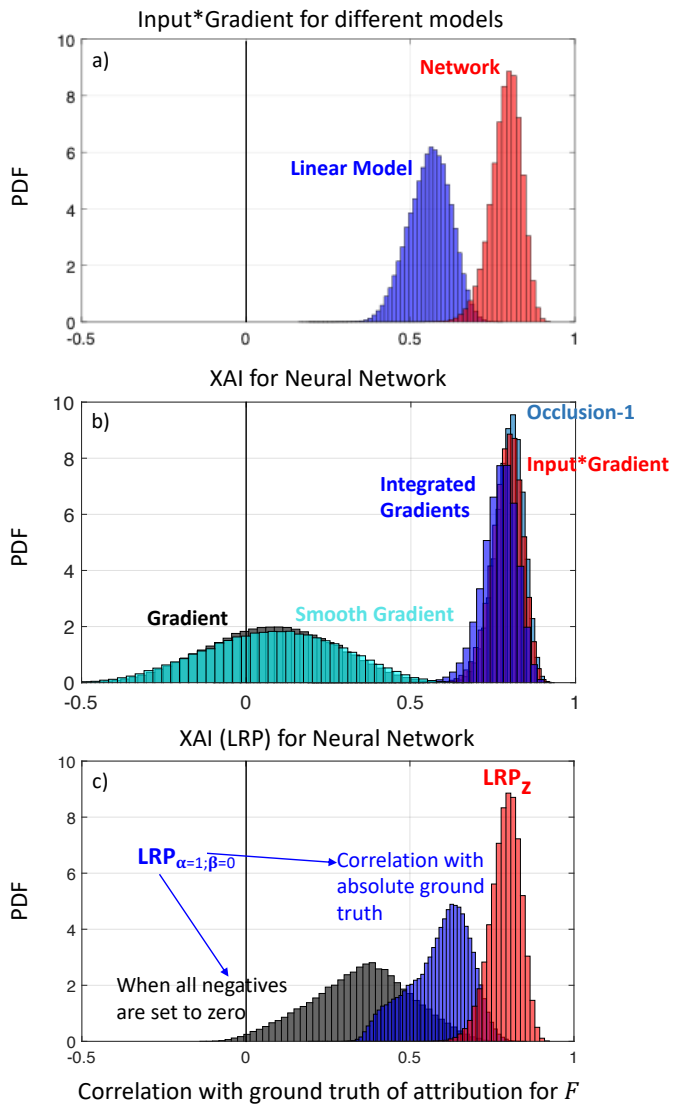 Input*Gradient for different models
a)
10
8
6
4
2
0
PDF
Network
Linear Model
-0.5
0
0.5
1
XAI for Neural Network
b)
10
8
6
4
2
0
PDF
Occlusion-1
Input*Gradient
Integrated
Gradients
Gradient
Smooth Gradient
-0.5
0
0.5
1
XAI (LRP) for Neural Network
c)
10
8
6
4
2
0
PDF
LRPz
LRPα=1;β=0
Correlation with
absolute ground
truth
When all negatives
are set to zero
-0.5
0
0.5
1
Correlation with ground truth of attribution for F